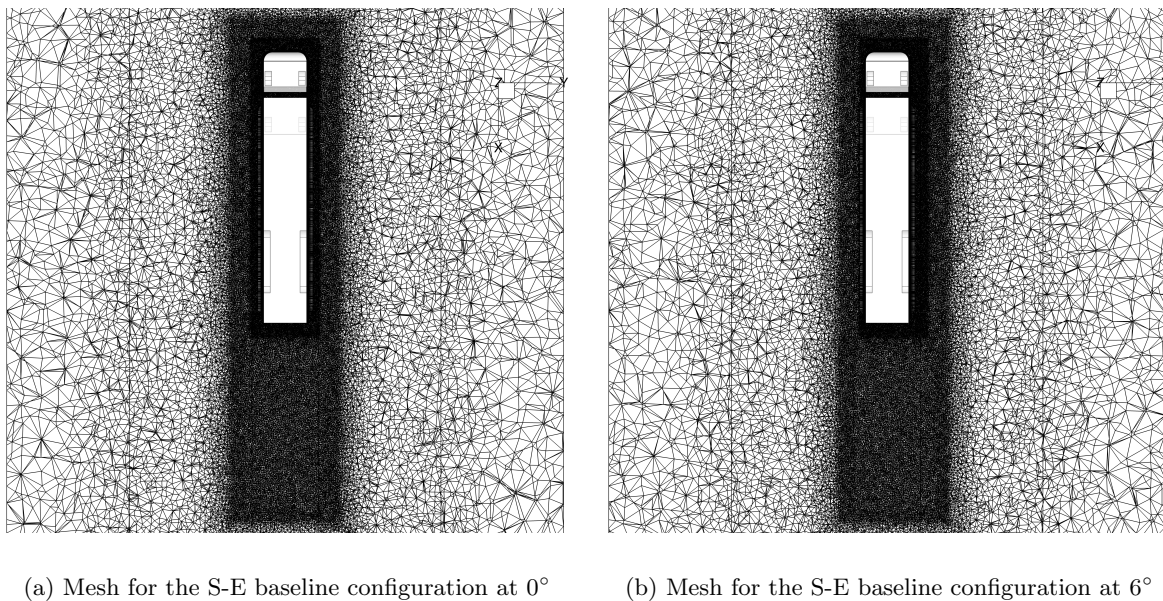 Z Y
X
Z
X
(a) Mesh for the S-E baseline configuration at 0°
(b) Mesh for the S-E baseline configuration at 6°